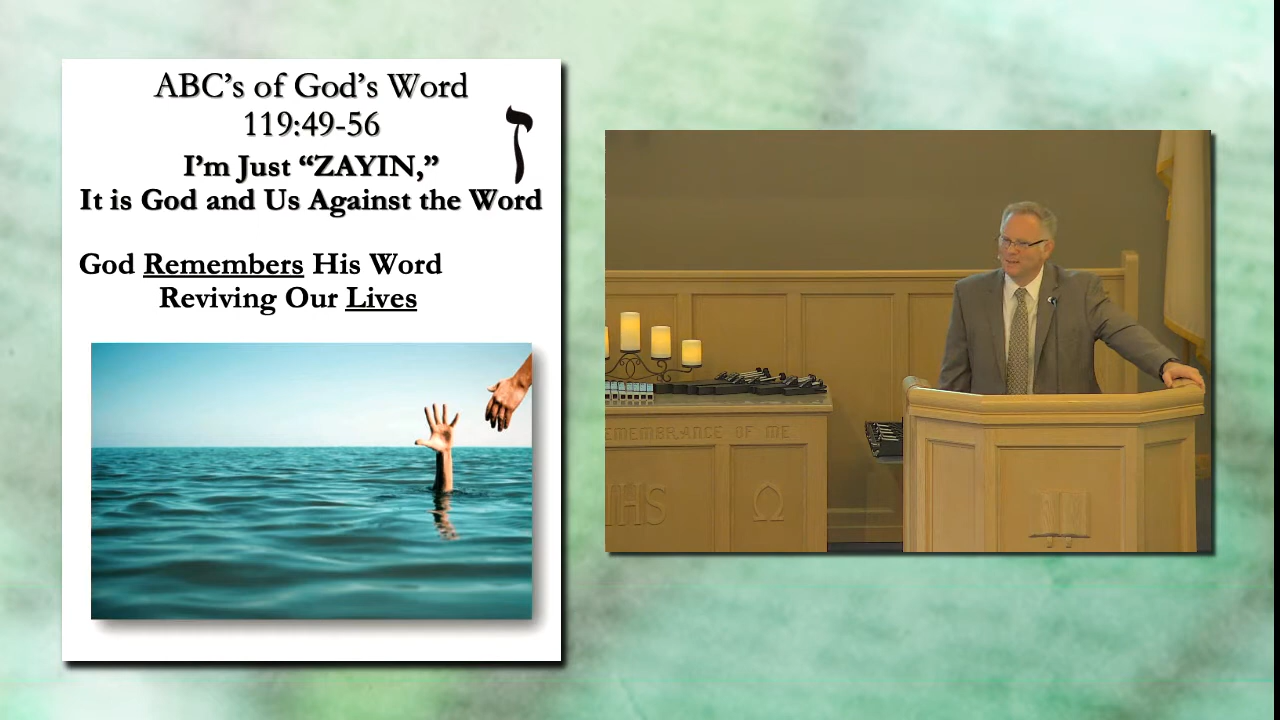 ABC’s of God’s Word
119:49-56
ז
I’m Just “ZAYIN,”
It is God and Us Against the Word
God Remembers His Word
Reviving Our Lives
EMEMBRANCE OF ME
IHS
Ω